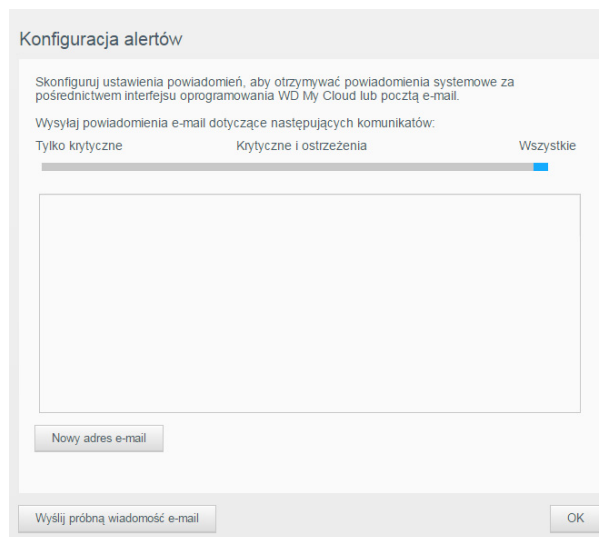 Konfiguracja alertów
Skonfiguruj ustawienia powiadomień, aby otrzymywać powiadomienia systemowe za
pośrednictwem interfejsu oprogramowania WD My Cloud lub pocztą e-mail.
Wysyłaj powiadomienia e-mail dotyczące następujących komunikatów:
Tylko krytyczne Krytyczne i ostrzeżenia Wszystkie
Nowy adres e-mail
Wyślij próbną wiadomość e-mail OK